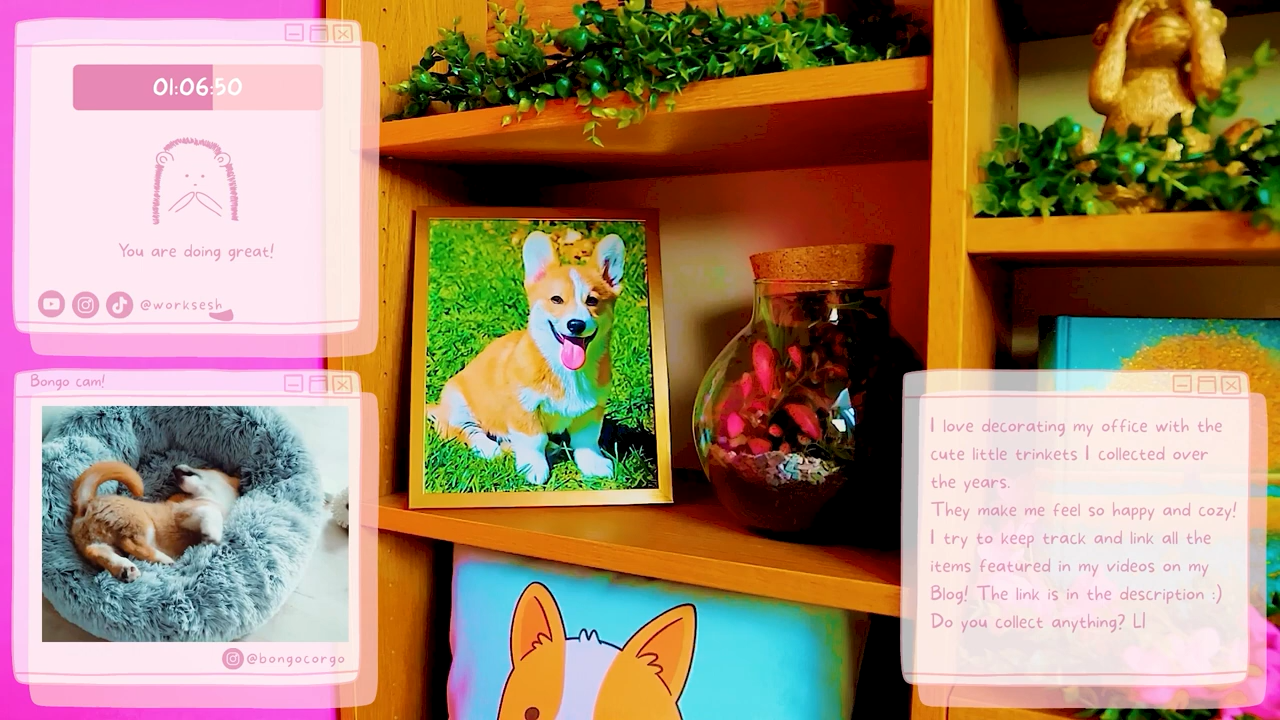 01:06:50
You are doing great!
@worksesh
Bongo cam!
@bongocorgo
I love decorating my office with the
cute little trinkets I collected over
the years.
They make me feel so happy and cozy!
I try to keep track and link all the
items featured in my videos on my
Blog! The link is in the description :)
Do you collect anything?